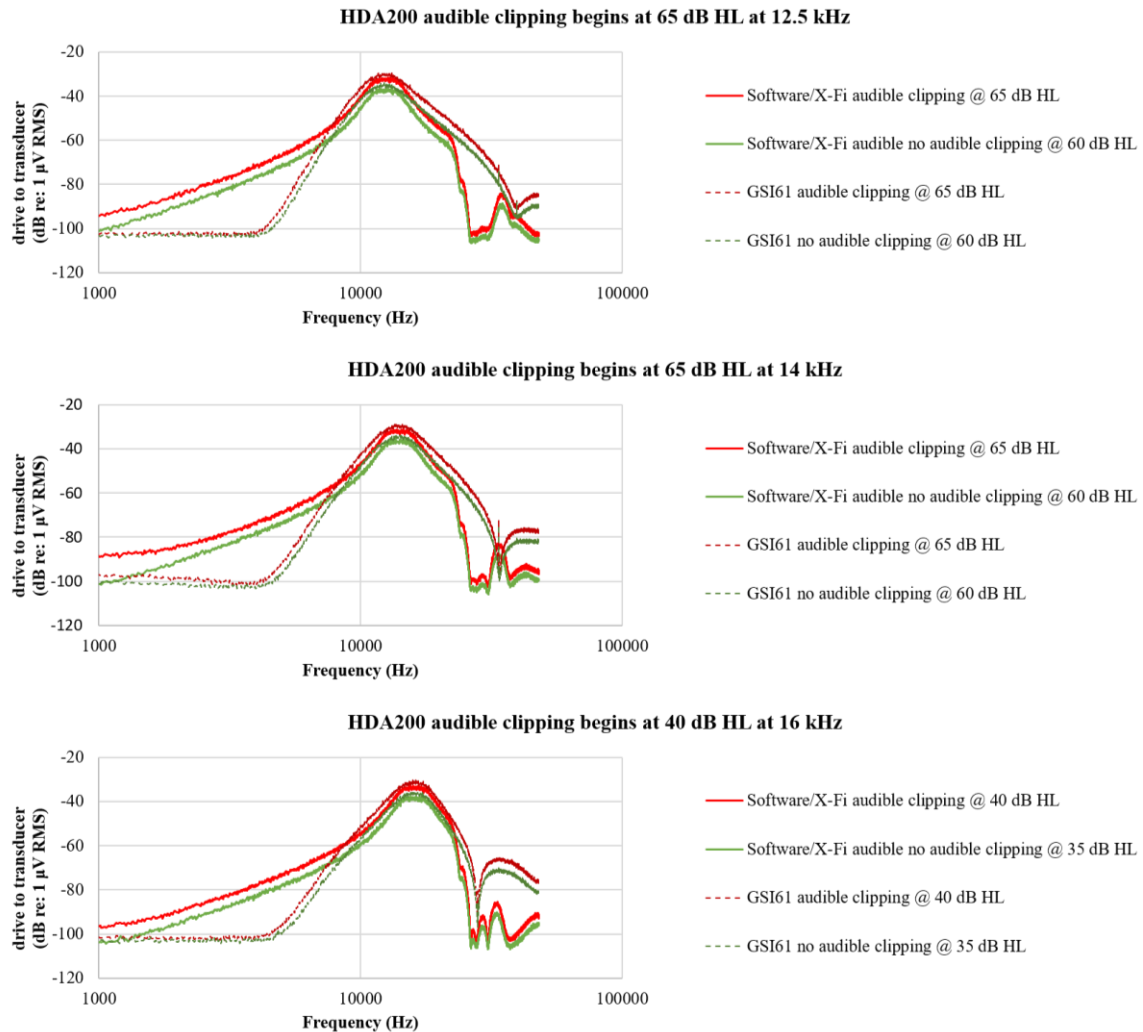 HDA200 audible clipping begins at 65 dB HL at 12.5 kHz
-20
-40
-60
-80
-100
-120
drive to transducer
(dB re: 1 µV RMS)
1000
10000
100000
Frequency (Hz)
Software/X-Fi audible clipping @ 65 dB HL
Software/X-Fi audible no audible clipping @ 60 dB HL
GSI61 audible clipping @ 65 dB HL
GSI61 no audible clipping @ 60 dB HL
HDA200 audible clipping begins at 65 dB HL at 14 kHz
-20
-40
-60
-80
-100
-120
drive to transducer
(dB re: 1 µV RMS)
1000
10000
100000
Frequency (Hz)
Software/X-Fi audible clipping @ 65 dB HL
Software/X-Fi audible no audible clipping @ 60 dB HL
GSI61 audible clipping @ 65 dB HL
GSI61 no audible clipping @ 60 dB HL
HDA200 audible clipping begins at 40 dB HL at 16 kHz
-20
-40
-60
-80
-100
-120
drive to transducer
(dB re: 1 µV RMS)
1000
10000
100000
Frequency (Hz)
Software/X-Fi audible clipping @ 40 dB HL
Software/X-Fi audible no audible clipping @ 35 dB HL
GSI61 audible clipping @ 40 dB HL
GSI61 no audible clipping @ 35 dB HL